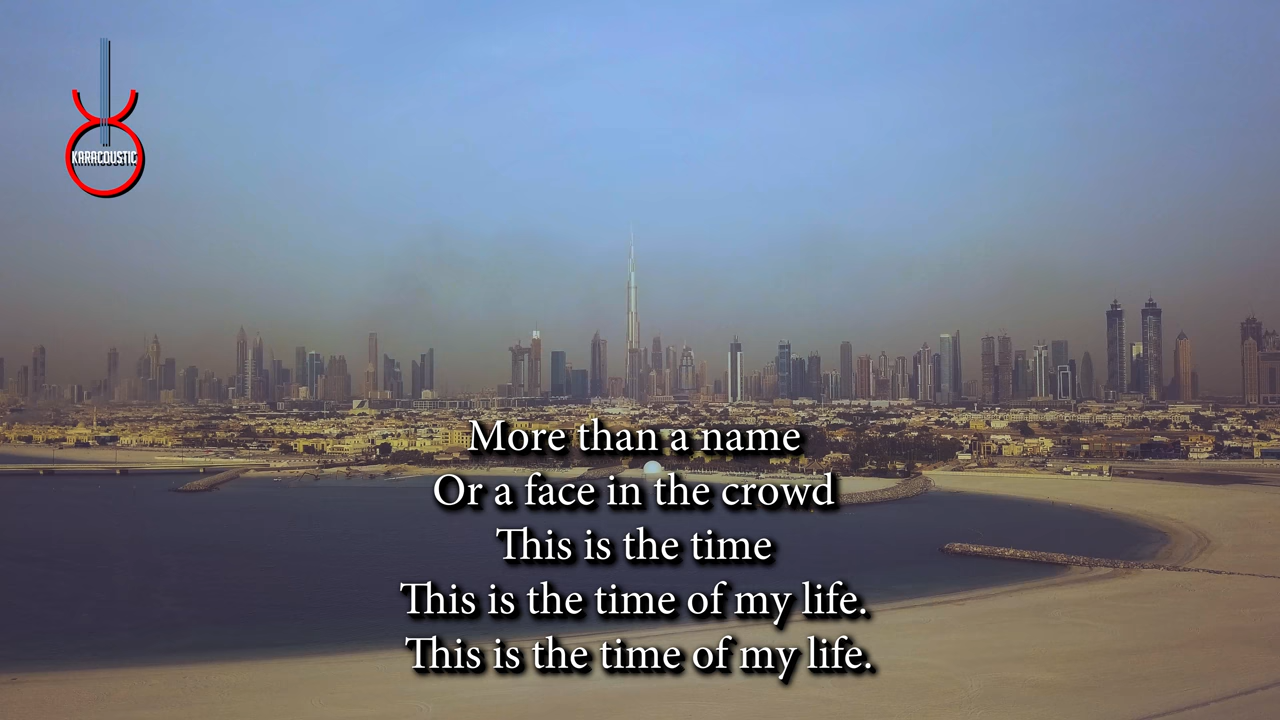 KARACOUSTIC
More than a name
Or a face in the crowd
This is the time
This is the time of my life.
This is the time of my life.